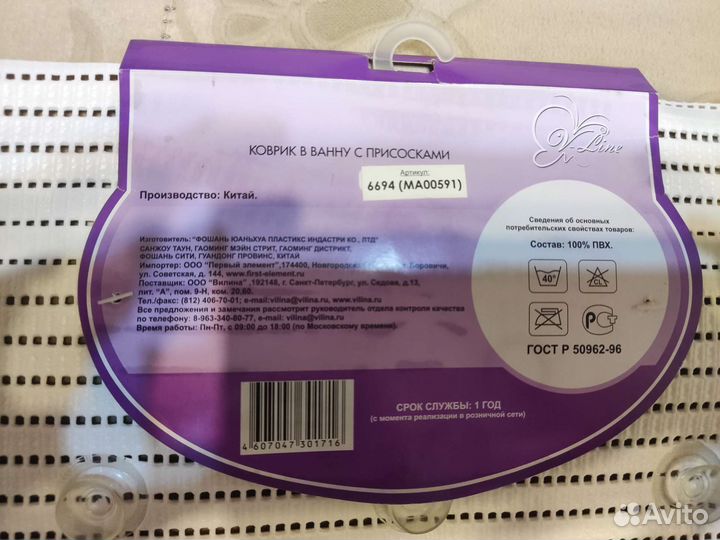 V-Line
КОВРИК В ВАННУ С ПРИСОСКАМИ
Артикул:
6694 (MA00591)
Производство: Китай.
Изготовитель: "ФОШАНЬ ЮАНЬХУА ПЛАСТИКС ИНДАСТРИ КО., ЛТД"
САНЖОУ ТАУН, ГАОМИНГ МЭЙН СТРИТ, ГАОМИНГ ДИСТРИКТ,
ФОШАНЬ СИТИ, ГУАНДОНГ ПРОВИНС, КИТАЙ
Импортер: ООО "Первый элемент",174400, Новгородская г. Боровичи,
ул. Советская, д. 144, www.first-element.ru
Поставщик: ООО "Вилина" ,192148, г. Санкт-Петербург, ул. Седова, д.13,
лит. "А", пом. 9-Н, ком. 20,60.
Тел./факс: (812) 406-70-01; e-mail:vilina@vilina.ru, www.vilina.ru
Все предложения и замечания рассмотрит руководитель отдела контроля качества
по телефону: 8-963-340-80-77, e-mail: vilina@vilina.ru
Время работы: Пн-Пт, с 09:00 до 18:00 (по Московскому времени).
Сведения об основных
потребительских свойствах товаров:
Состав: 100% ПВХ.
40°
CL
РСТ
ГОСТ Р 50962-96
4607047301716
СРОК СЛУЖБЫ: 1 ГОД
(с момента реализации в розничной сети)
Avito